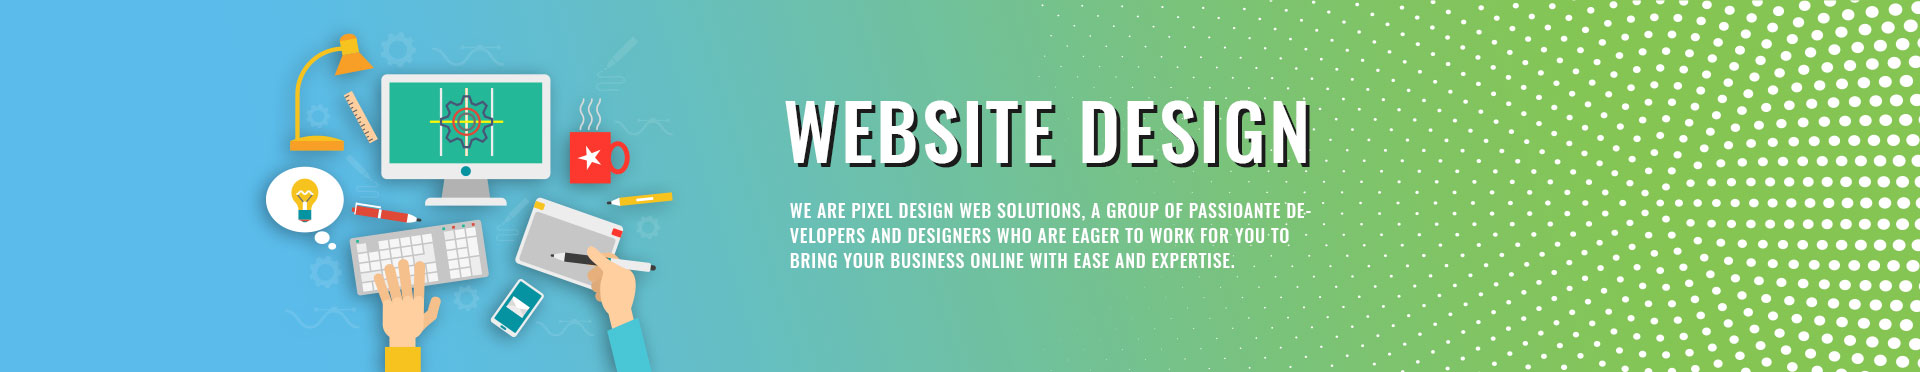 WEBSITE DESIGN
WE ARE PIXEL DESIGN WEB SOLUTIONS, A GROUP OF PASSIOANTE DE-
VELOPERS AND DESIGNERS WHO ARE EAGER TO WORK FOR YOU TO
BRING YOUR BUSINESS ONLINE WITH EASE AND EXPERTISE.